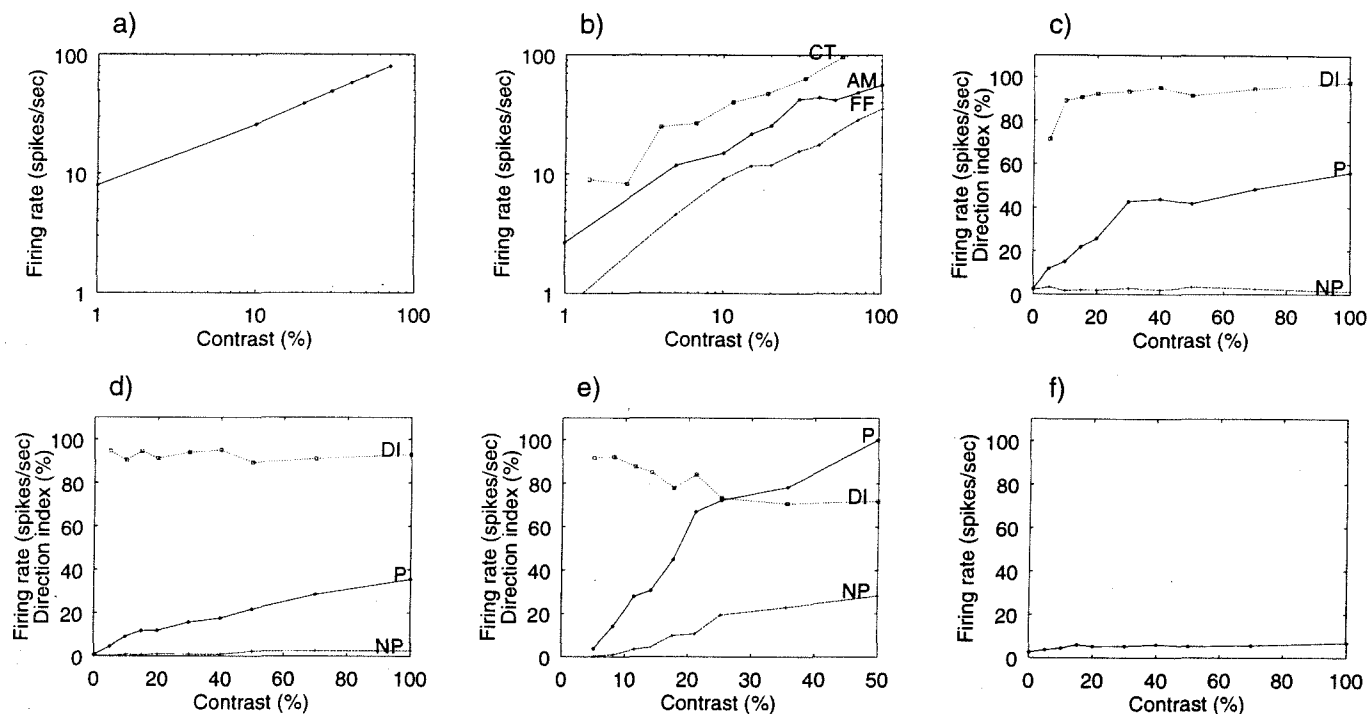 a)
Firing rate (spikes/sec)
100
10
1
1
10
100
Contrast (%)
b)
Firing rate (spikes/sec)
100
10
1
CT
AM
FF
1
10
100
Contrast (%)
c)
Firing rate (spikes/sec)
Direction index (%)
100
80
60
40
20
0
DI
P
NP
0
20
40
60
80
100
Contrast (%)
d)
Firing rate (spikes/sec)
Direction index (%)
100
80
60
40
20
0
DI
P
NP
0
20
40
60
80
100
Contrast (%)
e)
Firing rate (spikes/sec)
Direction index (%)
100
80
60
40
20
0
P
DI
NP
0
10
20
30
40
50
Contrast (%)
f)
Firing rate (spikes/sec)
100
80
60
40
20
0
0
20
40
60
80
100
Contrast (%)